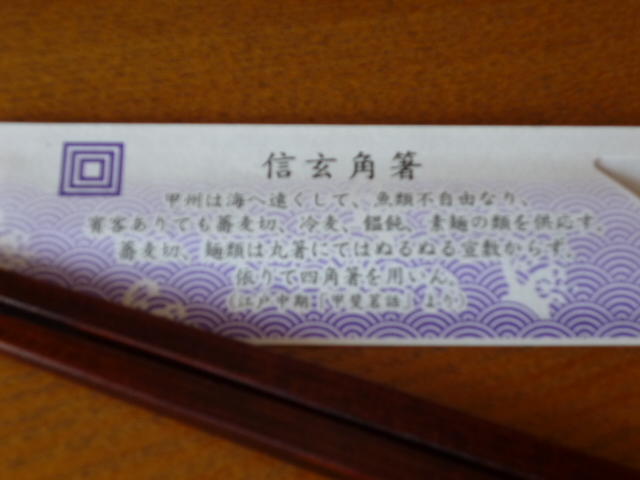 信玄角箸
甲州は海へ遠くして、魚類不自由なり、
賓客ありても蕎麦切、冷麦、饂飩、素麺の類を供応す。
蕎麦切、麺類は丸箸にてはぬるぬる宜敷からず、
依りて四角箸を用いん。
(江戸中期「甲斐茗話」より)